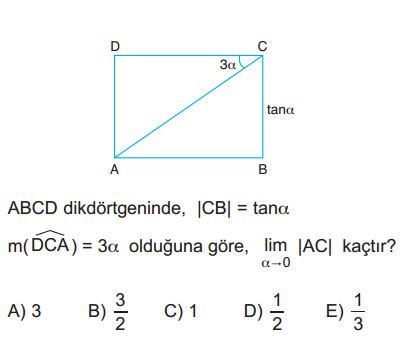 D C
3α
tanα
A B
ABCD dikdörtgeninde, |CB| = tanα
m(DCA) = 3α olduğuna göre, lim |AC| kaçtır?
α→0
A) 3 B) 3/2 C) 1 D) 1/2 E) 1/3